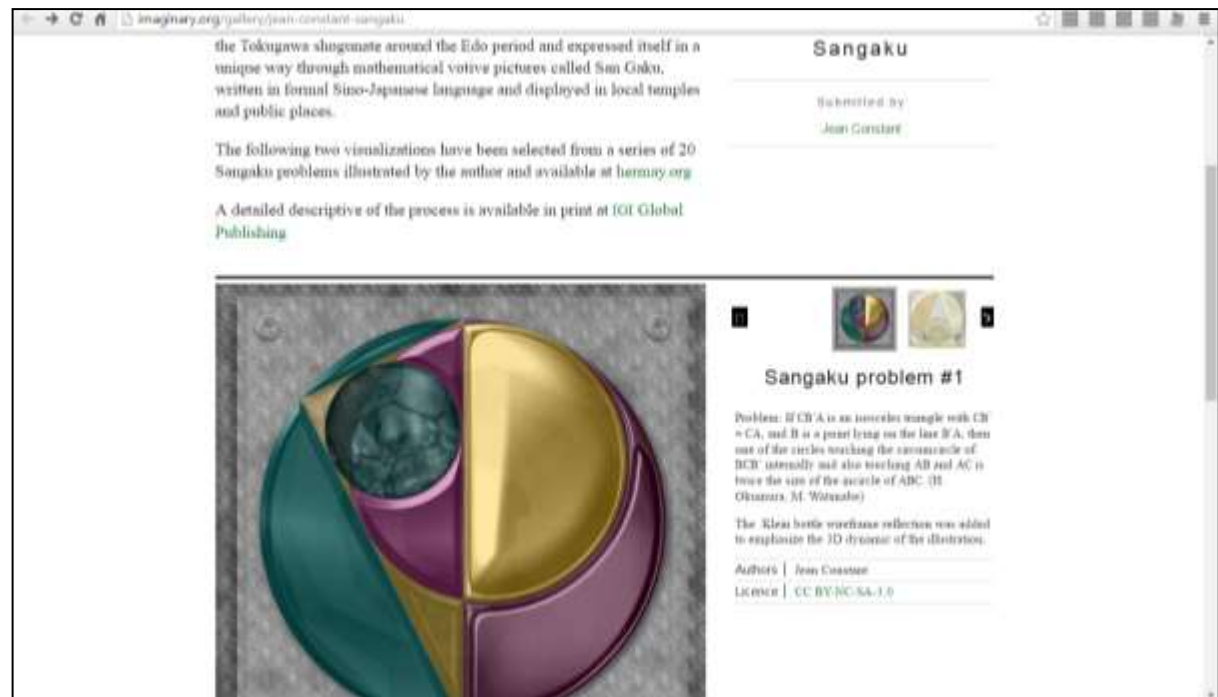 imaginary.org/gallery/jean-constant-sangaku
the Tokugawa shogunate around the Edo period and expressed itself in a
unique way through mathematical votive pictures called San Gaku,
written in formal Sino-Japanese language and displayed in local temples
and public places.
The following two visualizations have been selected from a series of 20
Sangaku problems illustrated by the author and available at hermay.org
A detailed descriptive of the process is available in print at IGI Global
Publishing
Sangaku
Submitted by
Jean Constant
Sangaku problem #1
Problem: If CB'A is an isosceles triangle with CB'
= CA, and B is a point lying on the line B'A, then
one of the circles touching the circumcircle of
BCB' internally and also touching AB and AC is
twice the size of the incircle of ABC. (H.
Okumura, M. Watanabe)
The Klein bottle wireframe reflection was added
to emphasize the 3D dynamic of the illustration.
Authors | Jean Constant
Licence | CC BY-NC-SA-3.0